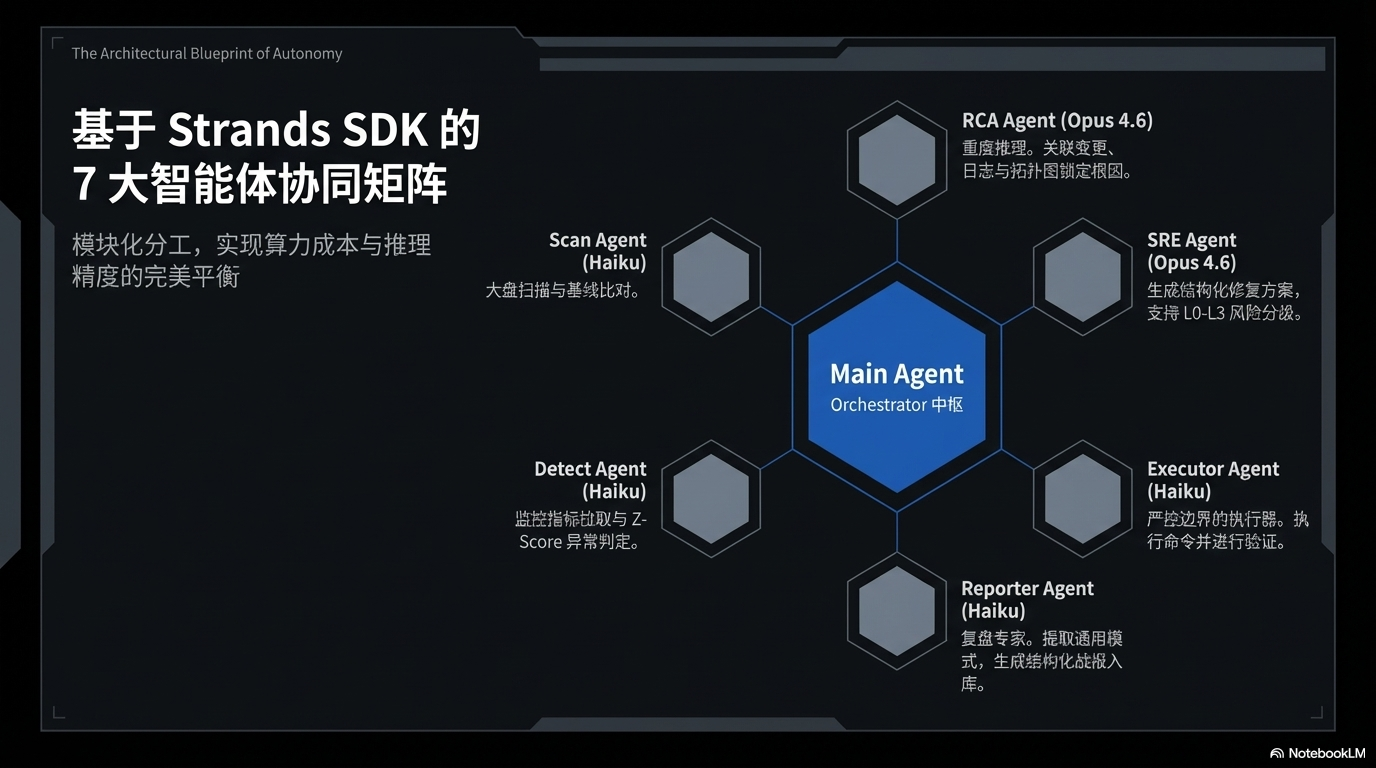 The Architectural Blueprint of Autonomy
基于 Strands SDK 的
7 大智能体协同矩阵
模块化分工，实现算力成本与推理
精度的完美平衡
RCA Agent (Opus 4.6)
重度推理。关联变更、
日志与拓扑图锁定根因。
Scan Agent
(Haiku)
大盘扫描与基线比对。
SRE Agent
(Opus 4.6)
生成结构化修复方案，
支持 L0-L3 风险分级。
Main Agent
Orchestrator 中枢
Detect Agent
(Haiku)
监控指标拉取与 Z-
Score 异常判定。
Executor Agent
(Haiku)
严控边界的执行器。执
行命令并进行验证。
Reporter Agent
(Haiku)
复盘专家。提取通用模
式，生成结构化战报入
库。
NotebookLM